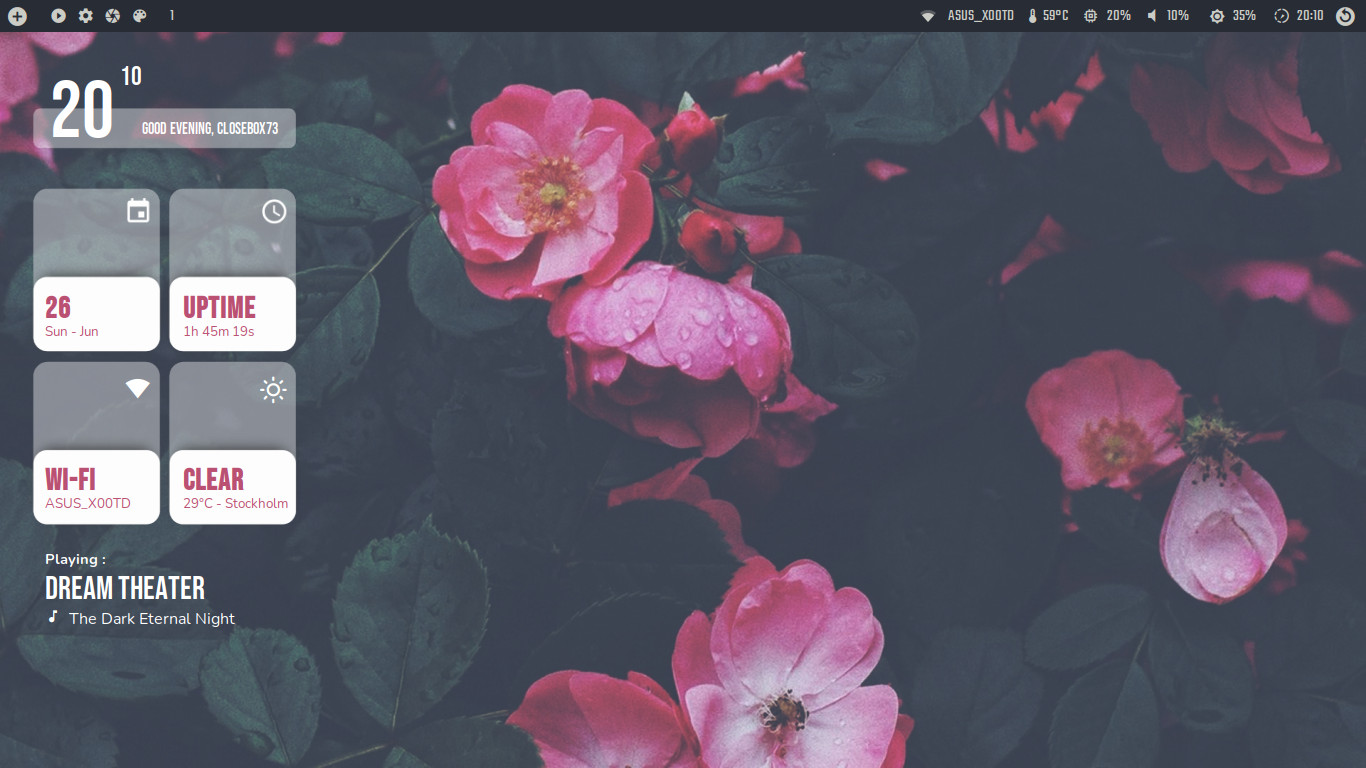 1
ASUS_X00TD 59°C 20% 10% 35% 20:10
20 10
GOOD EVENING, CLOSEBOX73
26
Sun - Jun
UPTIME
1h 45m 19s
WI-FI
ASUS_X00TD
CLEAR
29°C - Stockholm
Playing :
DREAM THEATER
The Dark Eternal Night